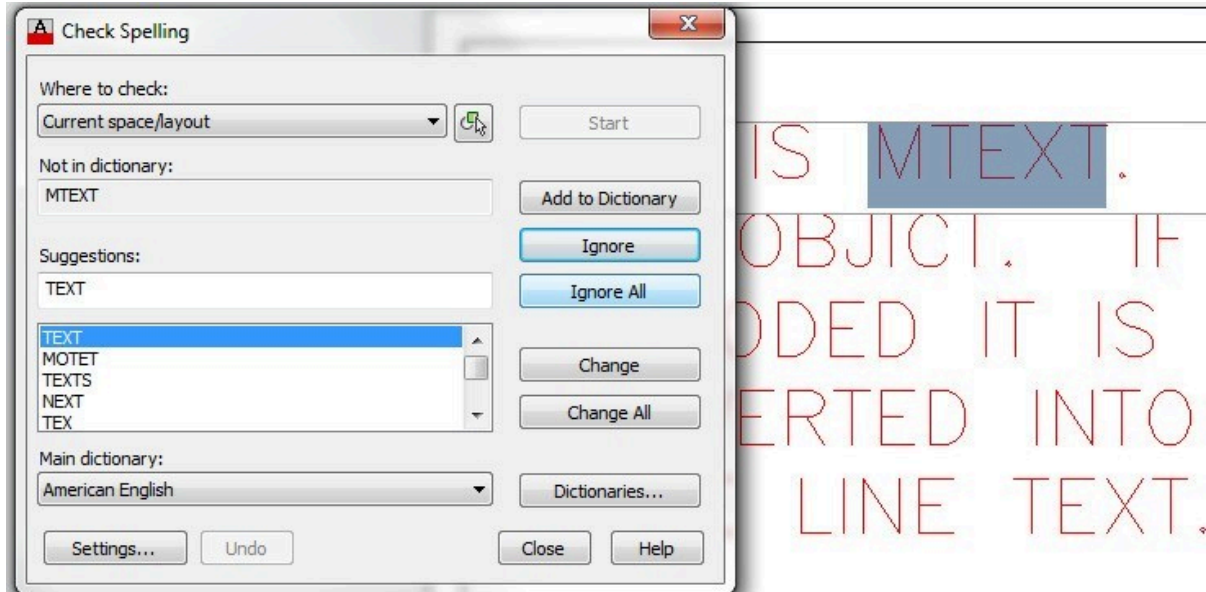 Check Spelling
X
Where to check:
Current space/layout
Start
Not in dictionary:
MTEXT
Add to Dictionary
Ignore
Suggestions:
TEXT
Ignore All
TEXT
MOTET
TEXTS
NEXT
TEX
Change
Change All
Main dictionary:
American English
Dictionaries...
Settings...
Undo
Close
Help
IS MTEXT.
OBJICT. IF
ODED IT IS
ERTED INTO
LINE TEXT.